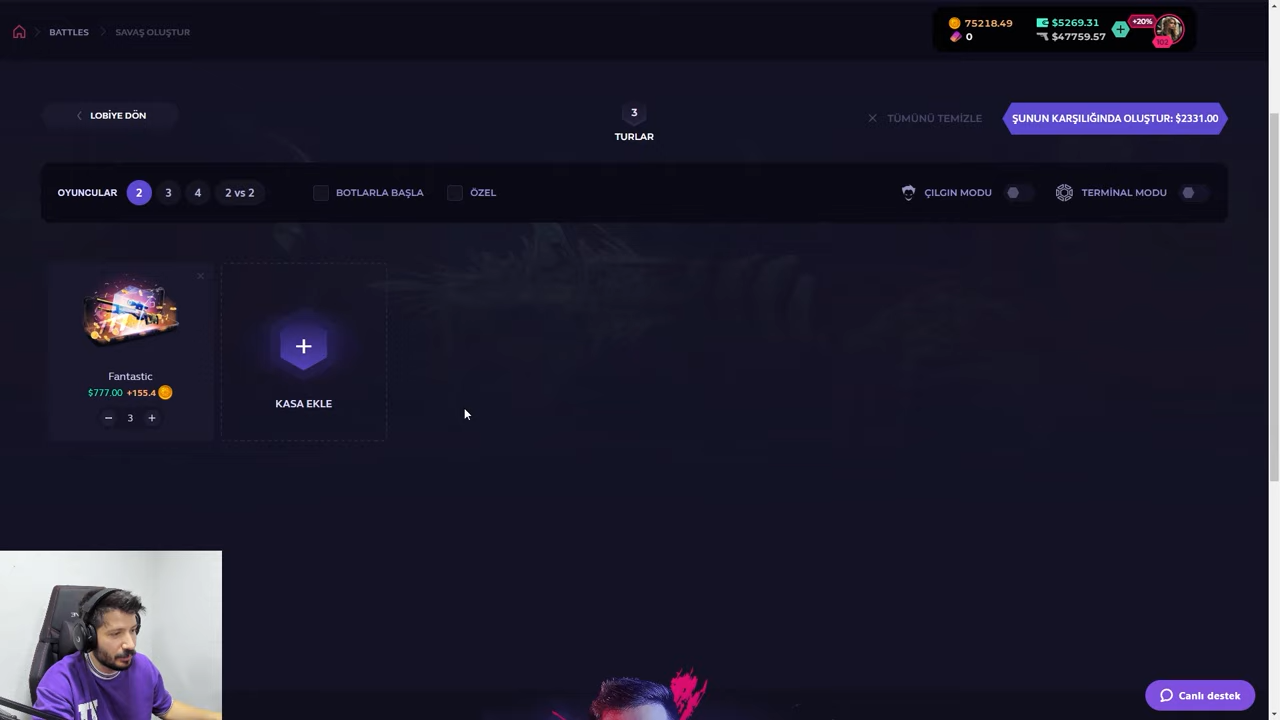 BATTLES
SAVAŞ OLUŞTUR
75218.49
0
$5269.31
$47759.57
+20%
LOBİYE DÖN
3
TURLAR
TÜMÜNÜ TEMİZLE
ŞUNUN KARŞILIĞINDA OLUŞTUR: $2331.00
OYUNCULAR
2
3
4
2 vs 2
BOTLARLA BAŞLA
ÖZEL
ÇILGIN MODU
TERMİNAL MODU
Fantastic
$777.00 +155.4
3
KASA EKLE
Canlı destek